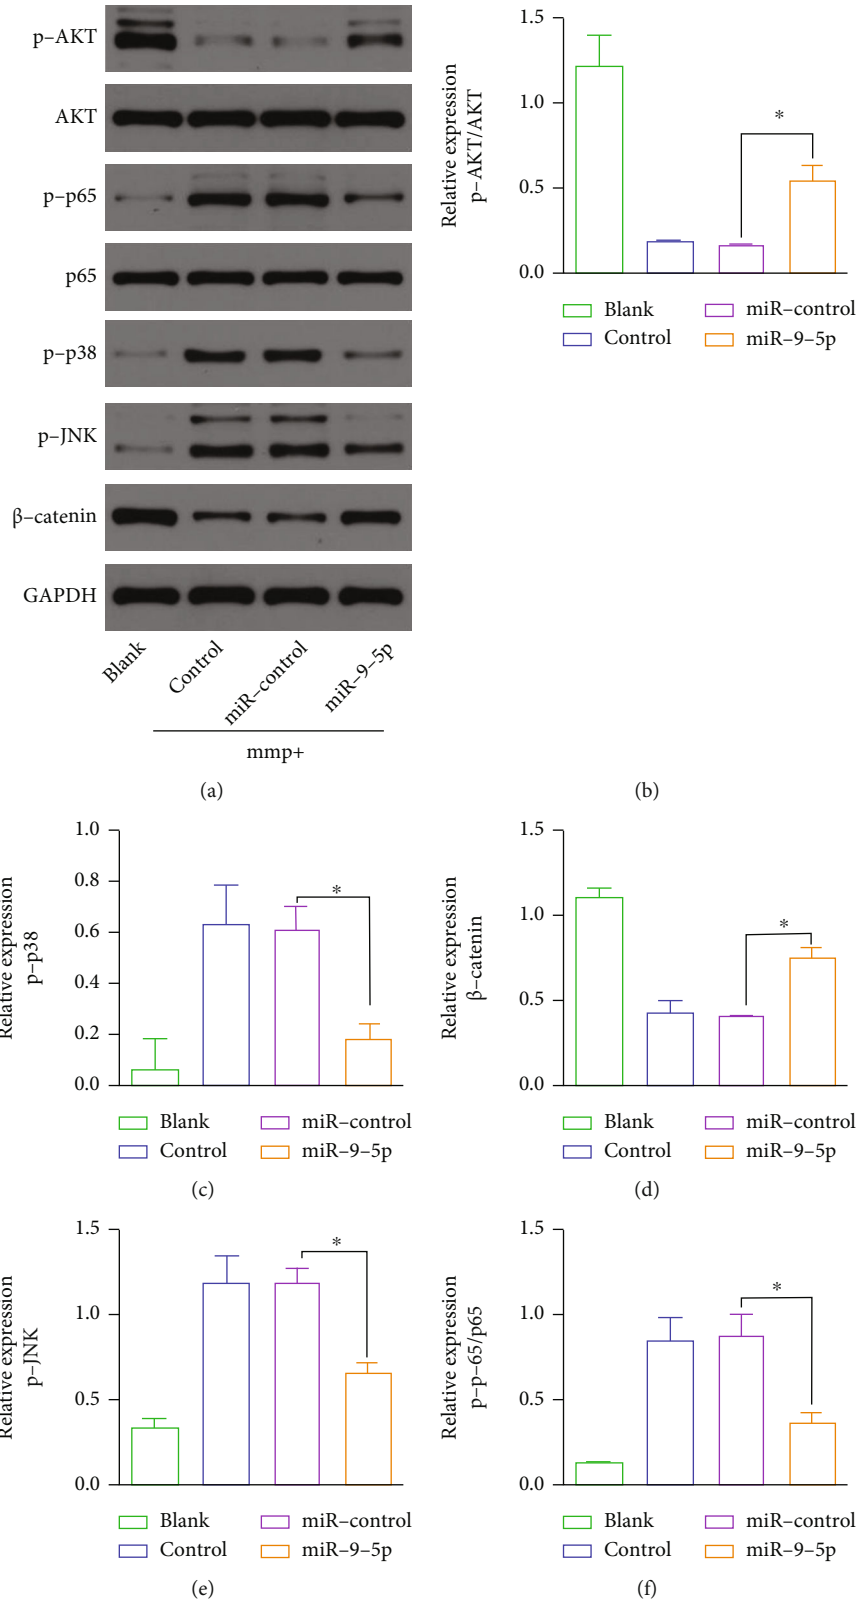 p–AKT
AKT
p–p65
p65
p–p38
p–JNK
β–catenin
GAPDH
Blank
Control
miR–control
miR–9–5p
mmp+
(a)
Relative expression
p–AKT/AKT
1.5
1.0
0.5
0.0
*
Blank
miR–control
Control
miR–9–5p
(b)
Relative expression
p–p38
1.0
0.8
0.6
0.4
0.2
0.0
*
Blank
miR–control
Control
miR–9–5p
(c)
Relative expression
β–catenin
1.5
1.0
0.5
0.0
*
Blank
miR–control
Control
miR–9–5p
(d)
Relative expression
p–JNK
1.5
1.0
0.5
0.0
*
Blank
miR–control
Control
miR–9–5p
(e)
Relative expression
p–p–65/p65
1.5
1.0
0.5
0.0
*
Blank
miR–control
Control
miR–9–5p
(f)